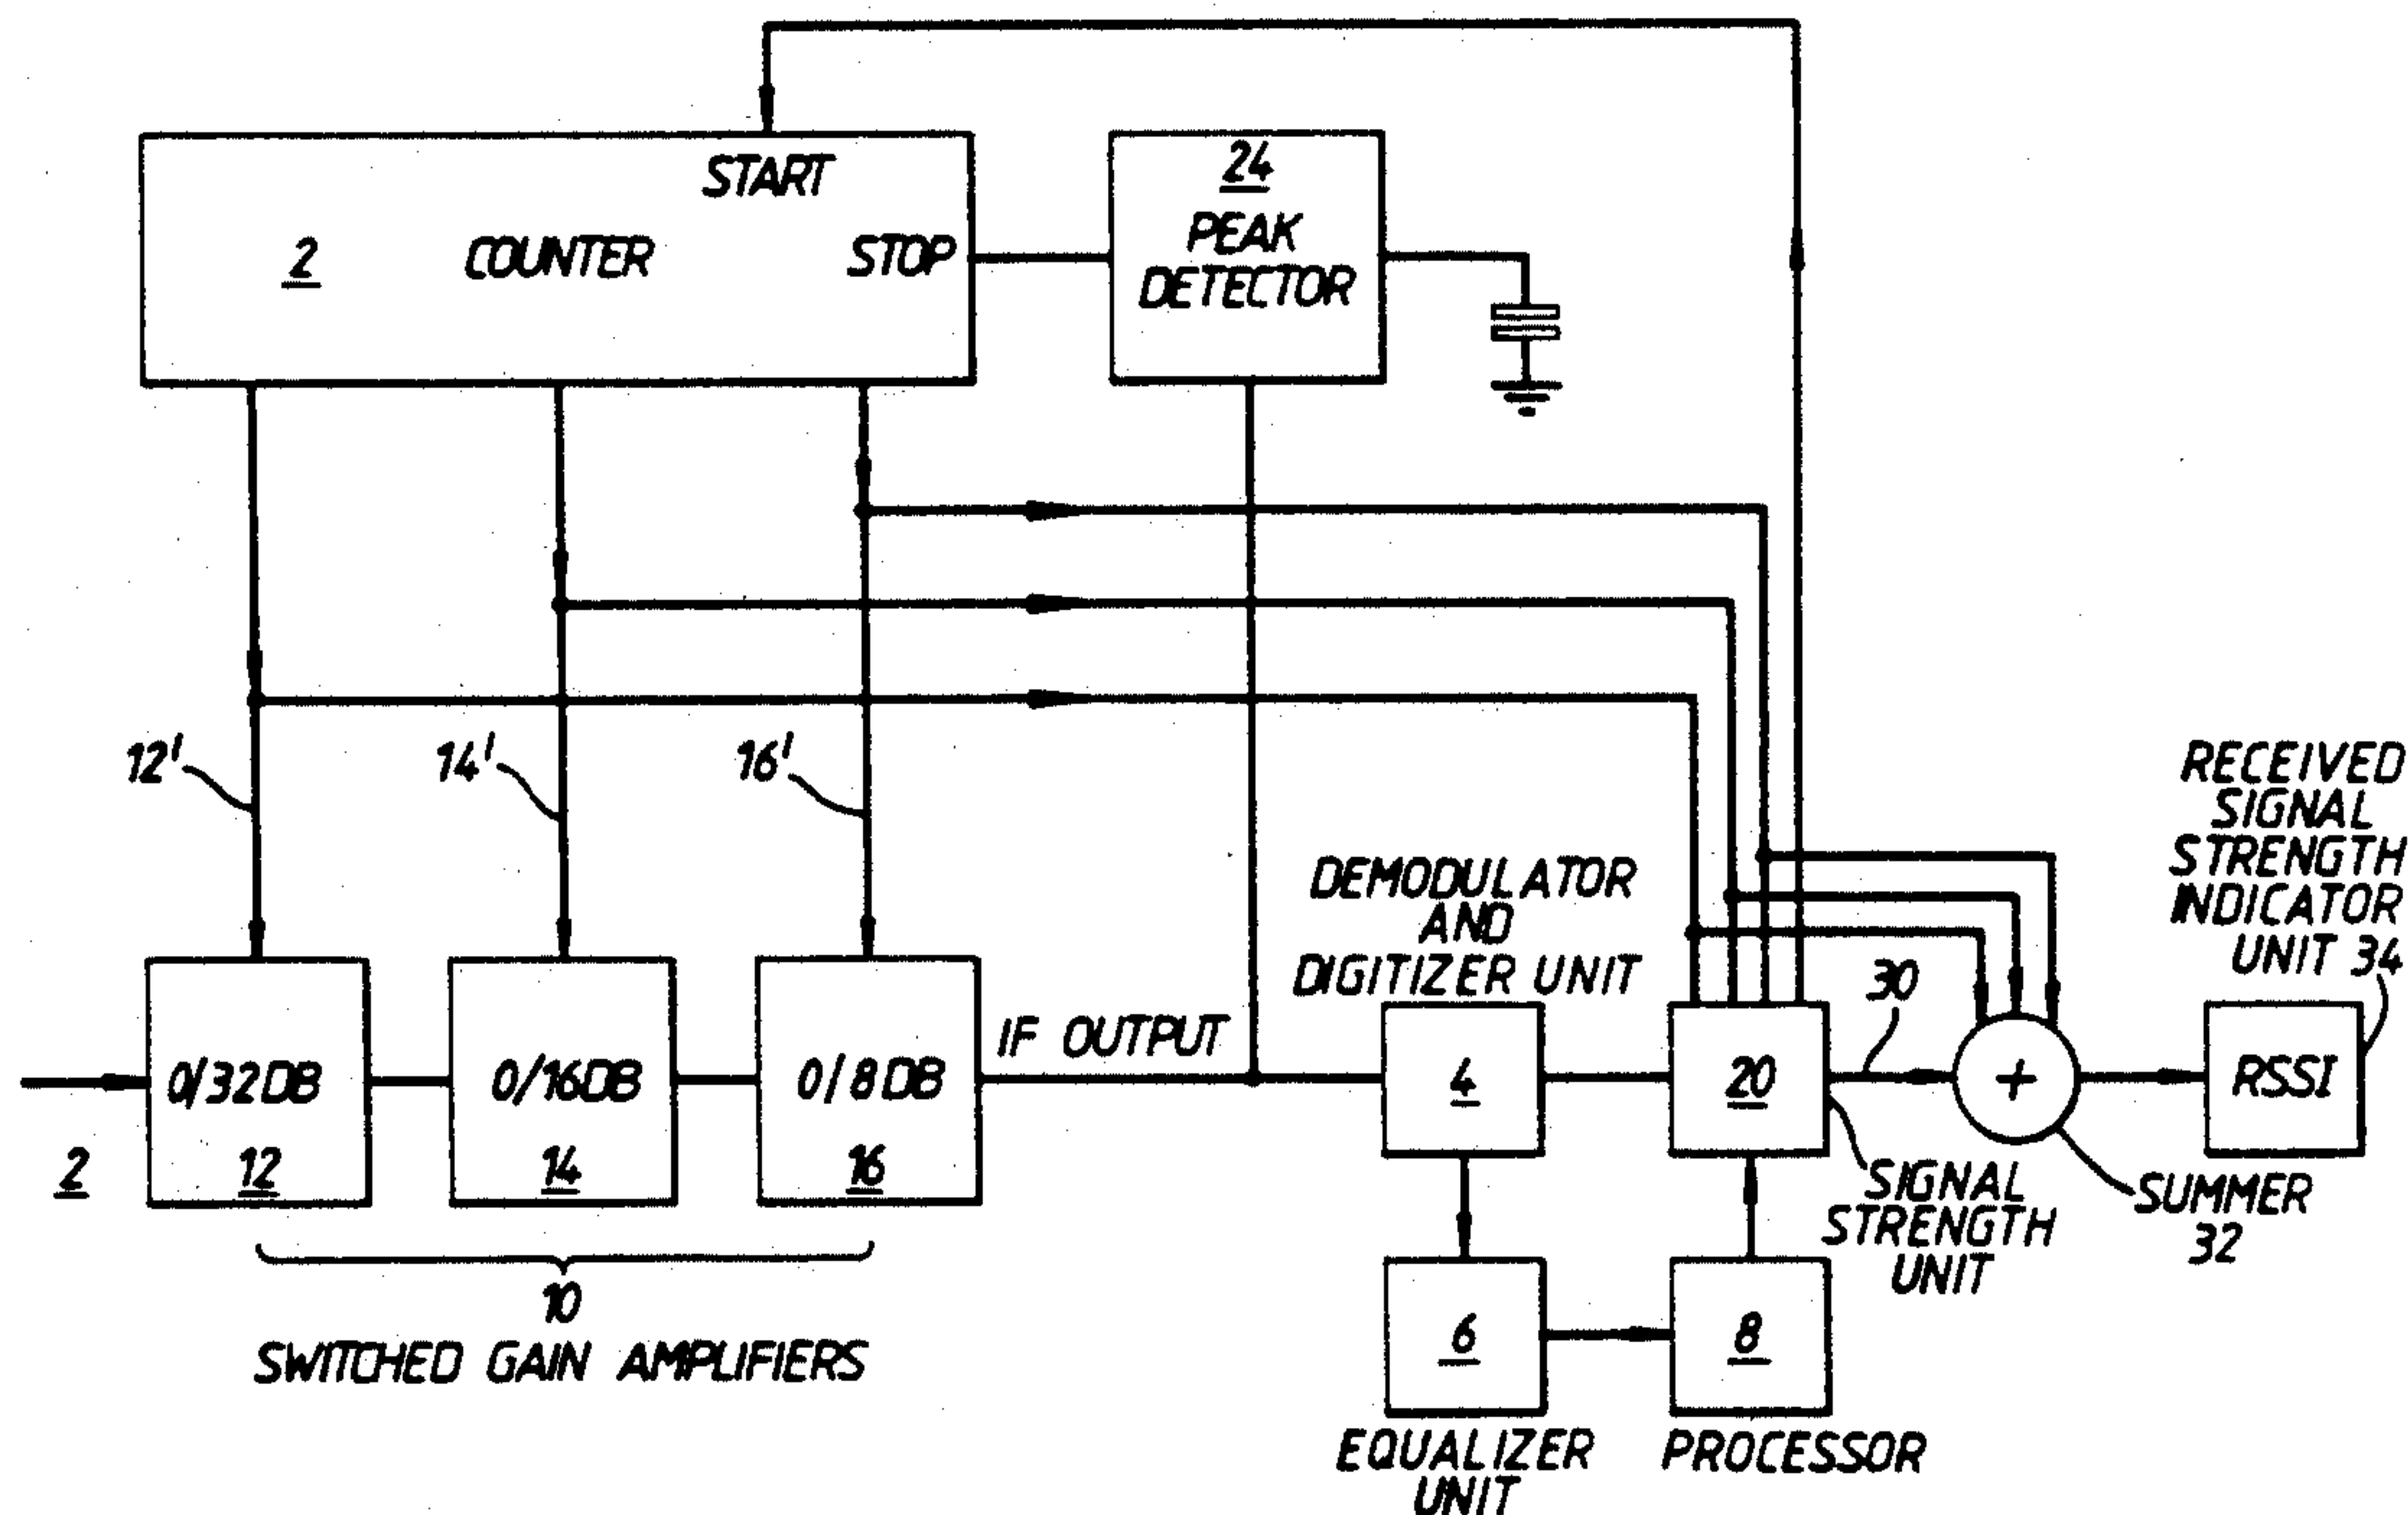 START
24
2 COUNTER STOP
PEAK
DETECTOR
12' 14' 16'
RECEIVED
SIGNAL
STRENGTH
INDICATOR
UNIT 34
DEMODULATOR
AND
DIGITIZER UNIT
30
IF OUTPUT
0/32DB 0/16DB 0/8DB
4 20 + RSSI
2 12 14 16
SIGNAL
STRENGTH
UNIT
SUMMER
32
10
SWITCHED GAIN AMPLIFIERS
6 8
EQUALIZER
UNIT
PROCESSOR